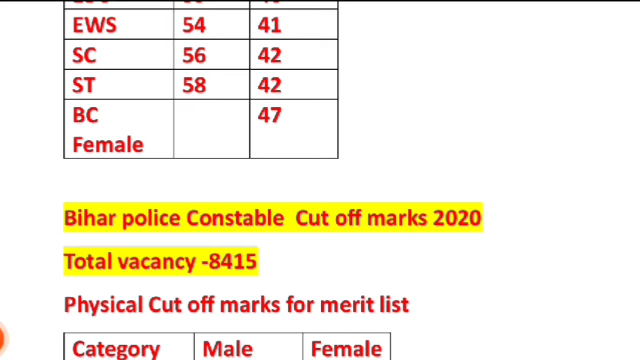 EWS 54 41
SC 56 42
ST 58 42
BC 47
Female
Bihar police Constable Cut off marks 2020
Total vacancy -8415
Physical Cut off marks for merit list
Category Male Female